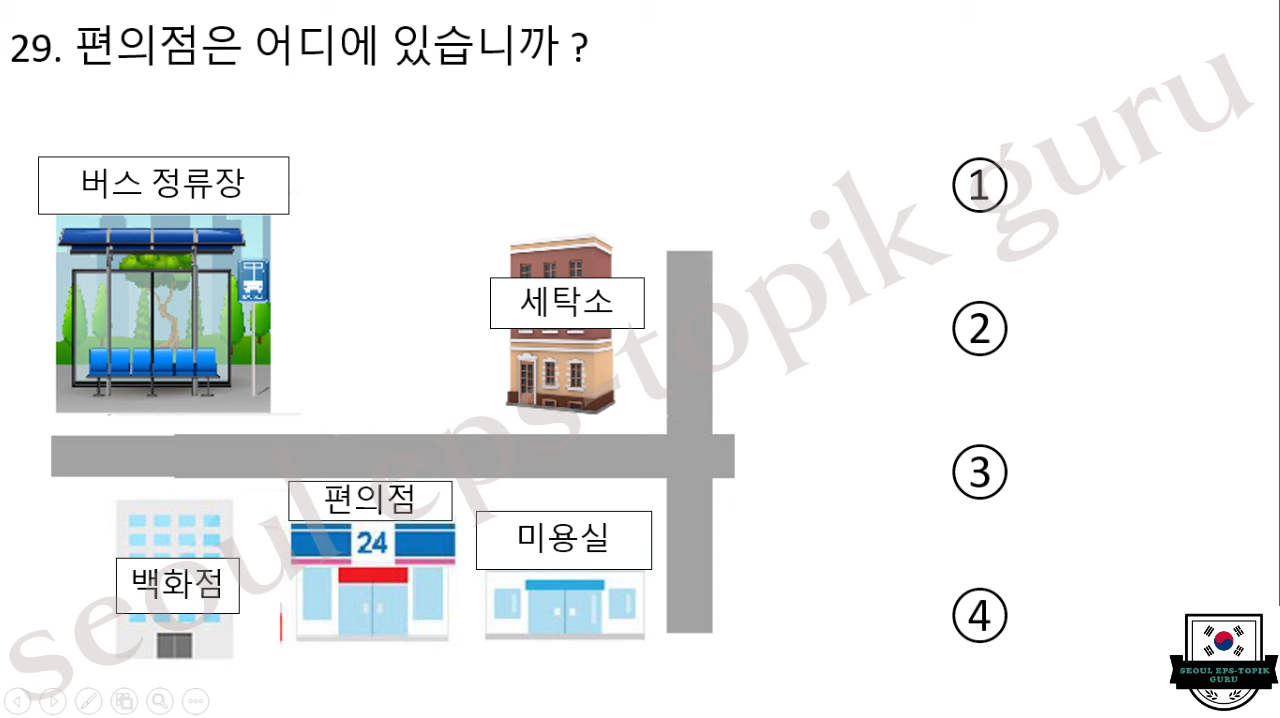 29. 편의점은 어디에 있습니까 ?
버스 정류장
①
세탁소
②
편의점
24
③
미용실
백화점
④
seoul eps-topik guru
SEOUL EPS-TOPIK
GURU